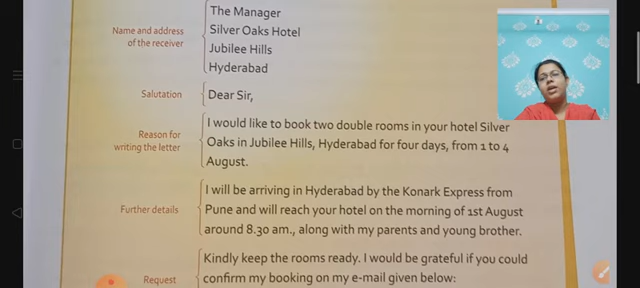 Name and address
of the receiver
The Manager
Silver Oaks Hotel
Jubilee Hills
Hyderabad
Salutation
Dear Sir,
Reason for
writing the letter
I would like to book two double rooms in your hotel Silver
Oaks in Jubilee Hills, Hyderabad for four days, from 1 to 4
August.
Further details
I will be arriving in Hyderabad by the Konark Express from
Pune and will reach your hotel on the morning of 1st August
around 8.30 am., along with my parents and young brother.
Request
Kindly keep the rooms ready. I would be grateful if you could
confirm my booking on my e-mail given below: